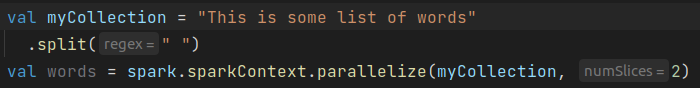 val myCollection = "This is some list of words"
.split( regex = " ")
val words = spark.sparkContext.parallelize(myCollection, numSlices = 2)